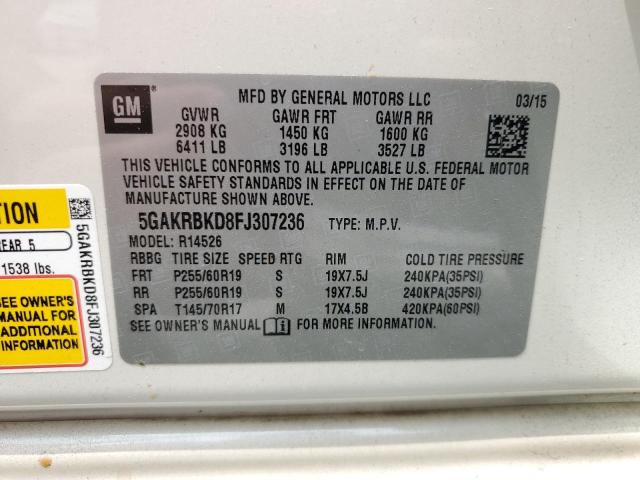 GM
MFD BY GENERAL MOTORS LLC 03/15
GVWR GAWR FRT GAWR RR
2908 KG 1450 KG 1600 KG
6411 LB 3196 LB 3527 LB
THIS VEHICLE CONFORMS TO ALL APPLICABLE U.S. FEDERAL MOTOR
VEHICLE SAFETY STANDARDS IN EFFECT ON THE DATE OF
MANUFACTURE SHOWN ABOVE.
5GAKRBKD8FJ307236 TYPE: M.P.V.
MODEL: R14526
RBBG TIRE SIZE SPEED RTG RIM COLD TIRE PRESSURE
FRT P255/60R19 S 19X7.5J 240KPA(35PSI)
RR P255/60R19 S 19X7.5J 240KPA(35PSI)
SPA T145/70R17 M 17X4.5B 420KPA(60PSI)
SEE OWNER'S MANUAL FOR MORE INFORMATION.
TION
REAR 5
1538 lbs.
SEE OWNER'S
MANUAL FOR
ADDITIONAL
INFORMATION
5GAKRBKD8FJ307236